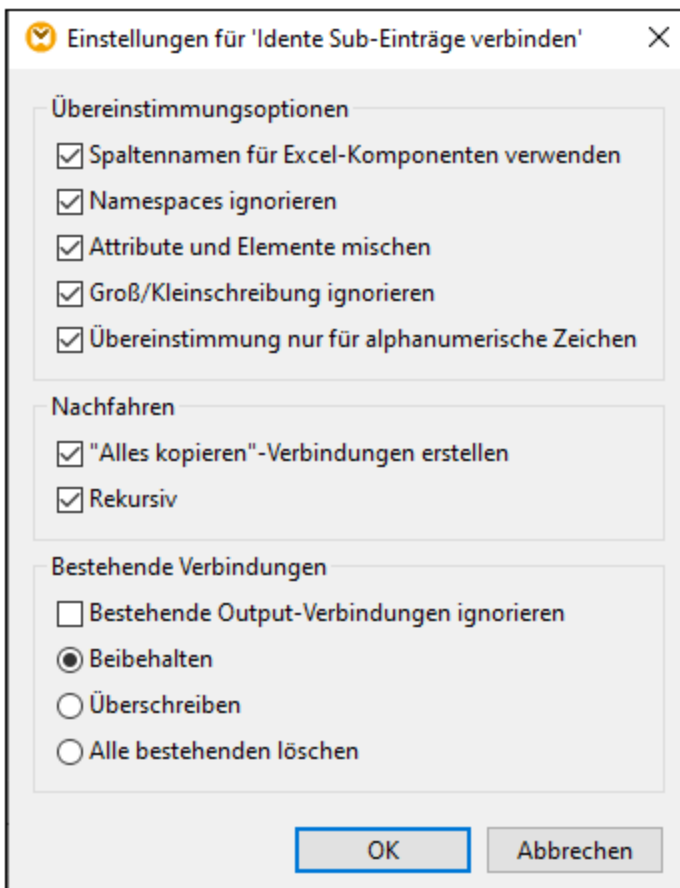 Einstellungen für 'Idente Sub-Einträge verbinden'
Übereinstimmungsoptionen
Spaltennamen für Excel-Komponenten verwenden
Namespaces ignorieren
Attribute und Elemente mischen
Groß/Kleinschreibung ignorieren
Übereinstimmung nur für alphanumerische Zeichen
Nachfahren
"Alles kopieren"-Verbindungen erstellen
Rekursiv
Bestehende Verbindungen
Bestehende Output-Verbindungen ignorieren
Beibehalten
Überschreiben
Alle bestehenden löschen
OK Abbrechen